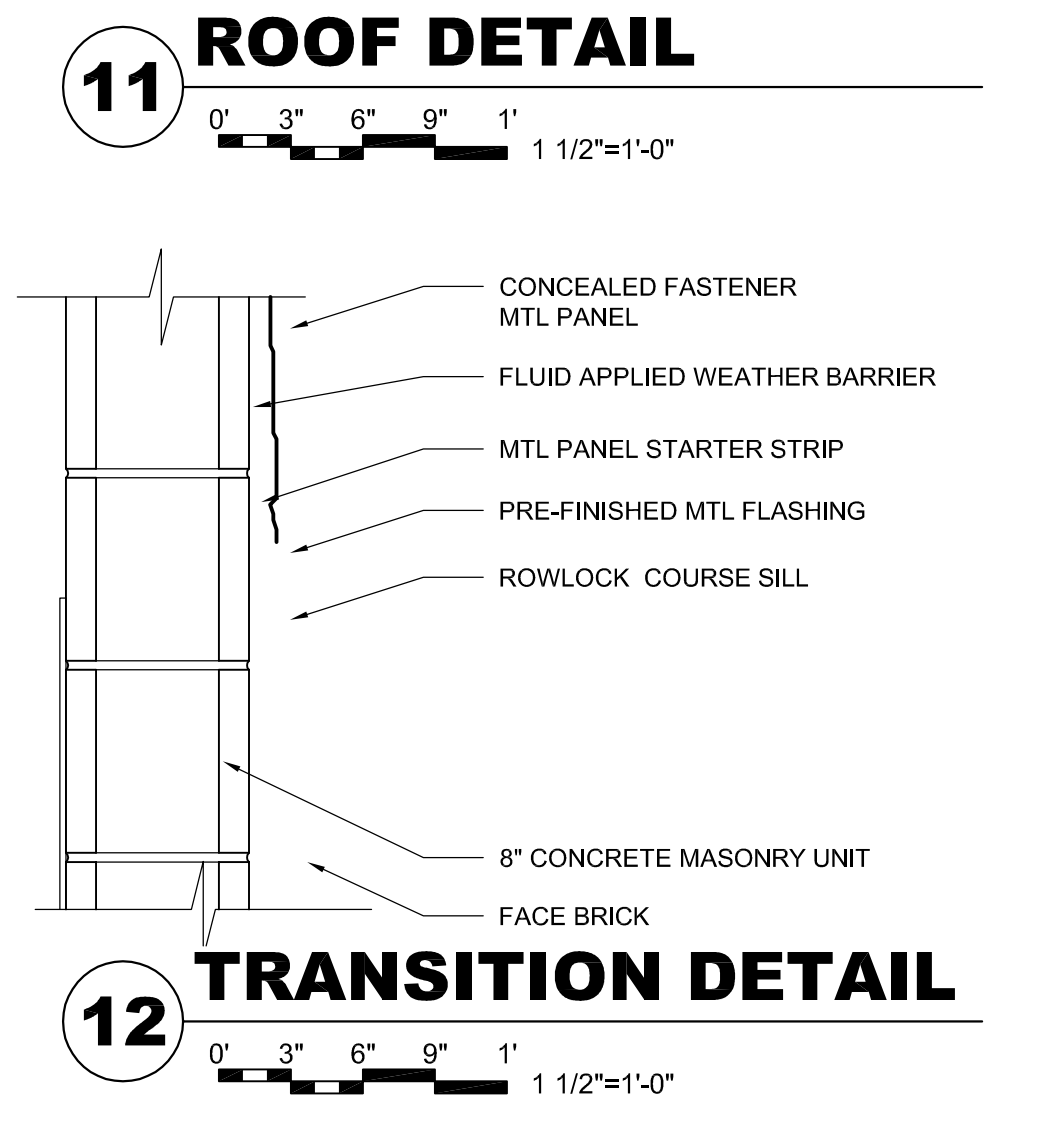 11
ROOF DETAIL
0' 3" 6" 9" 1'
1 1/2"=1'-0"
CONCEALED FASTENER
MTL PANEL
FLUID APPLIED WEATHER BARRIER
MTL PANEL STARTER STRIP
PRE-FINISHED MTL FLASHING
ROWLOCK COURSE SILL
8" CONCRETE MASONRY UNIT
FACE BRICK
12
TRANSITION DETAIL
0' 3" 6" 9" 1'
1 1/2"=1'-0"